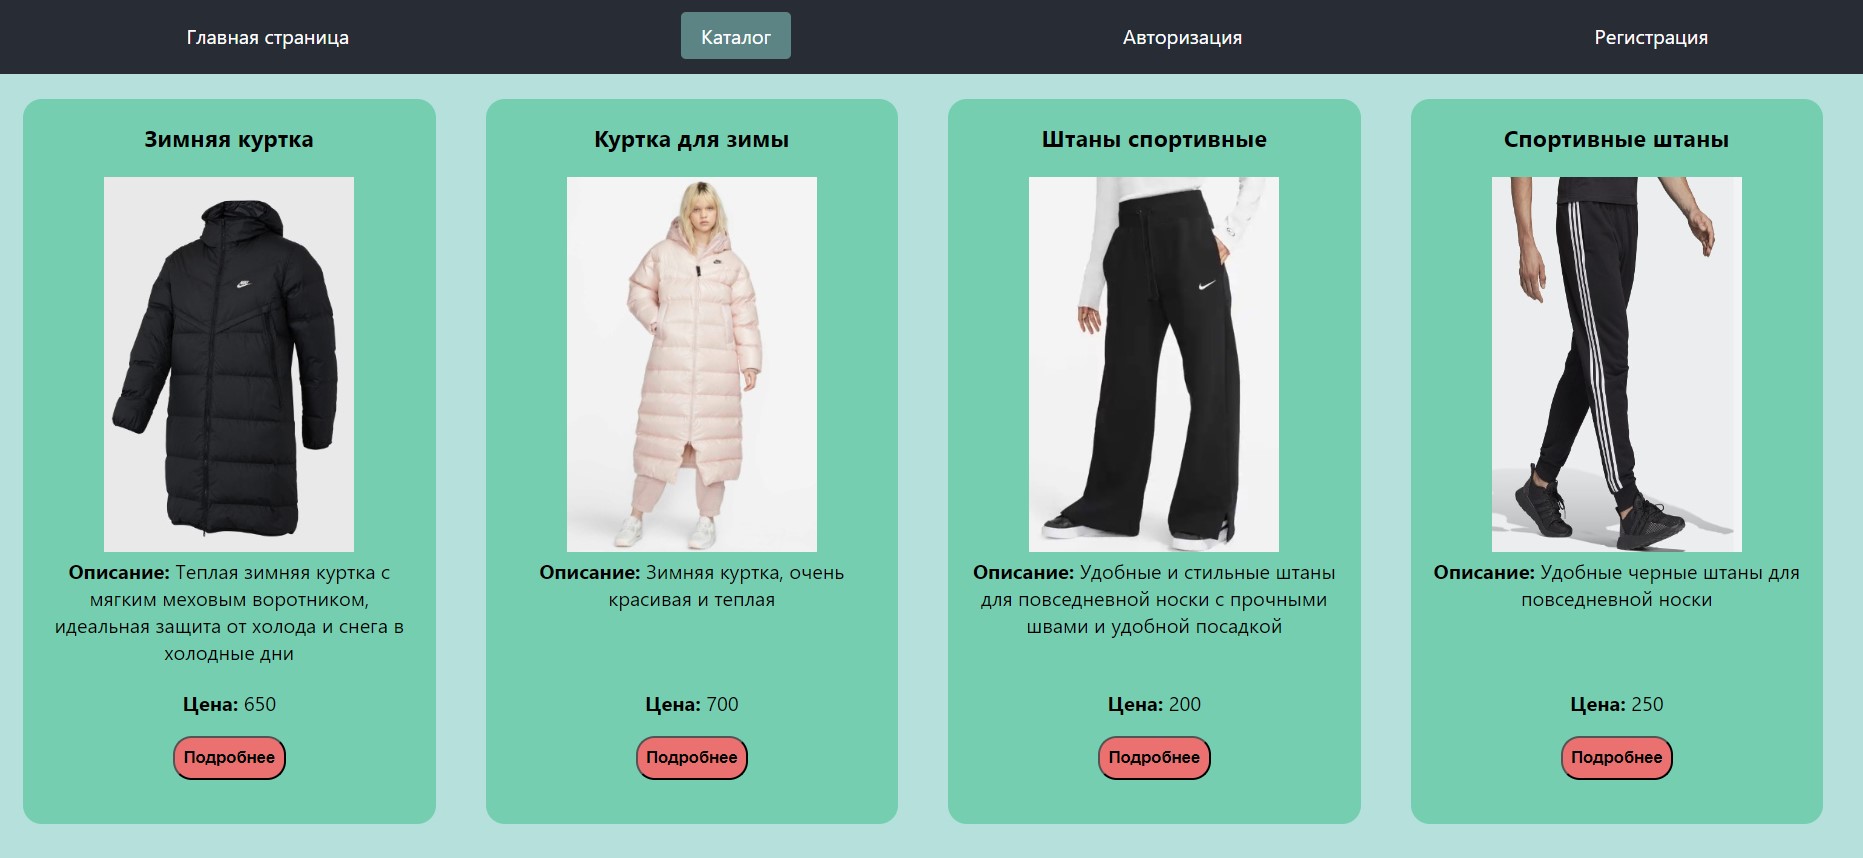 Главная страница
Каталог
Авторизация
Регистрация
Зимняя куртка
Описание: Теплая зимняя куртка с
мягким меховым воротником,
идеальная защита от холода и снега в
холодные дни
Цена: 650
Подробнее
Куртка для зимы
Описание: Зимняя куртка, очень
красивая и теплая
Цена: 700
Подробнее
Штаны спортивные
Описание: Удобные и стильные штаны
для повседневной носки с прочными
швами и удобной посадкой
Цена: 200
Подробнее
Спортивные штаны
Описание: Удобные черные штаны для
повседневной носки
Цена: 250
Подробнее